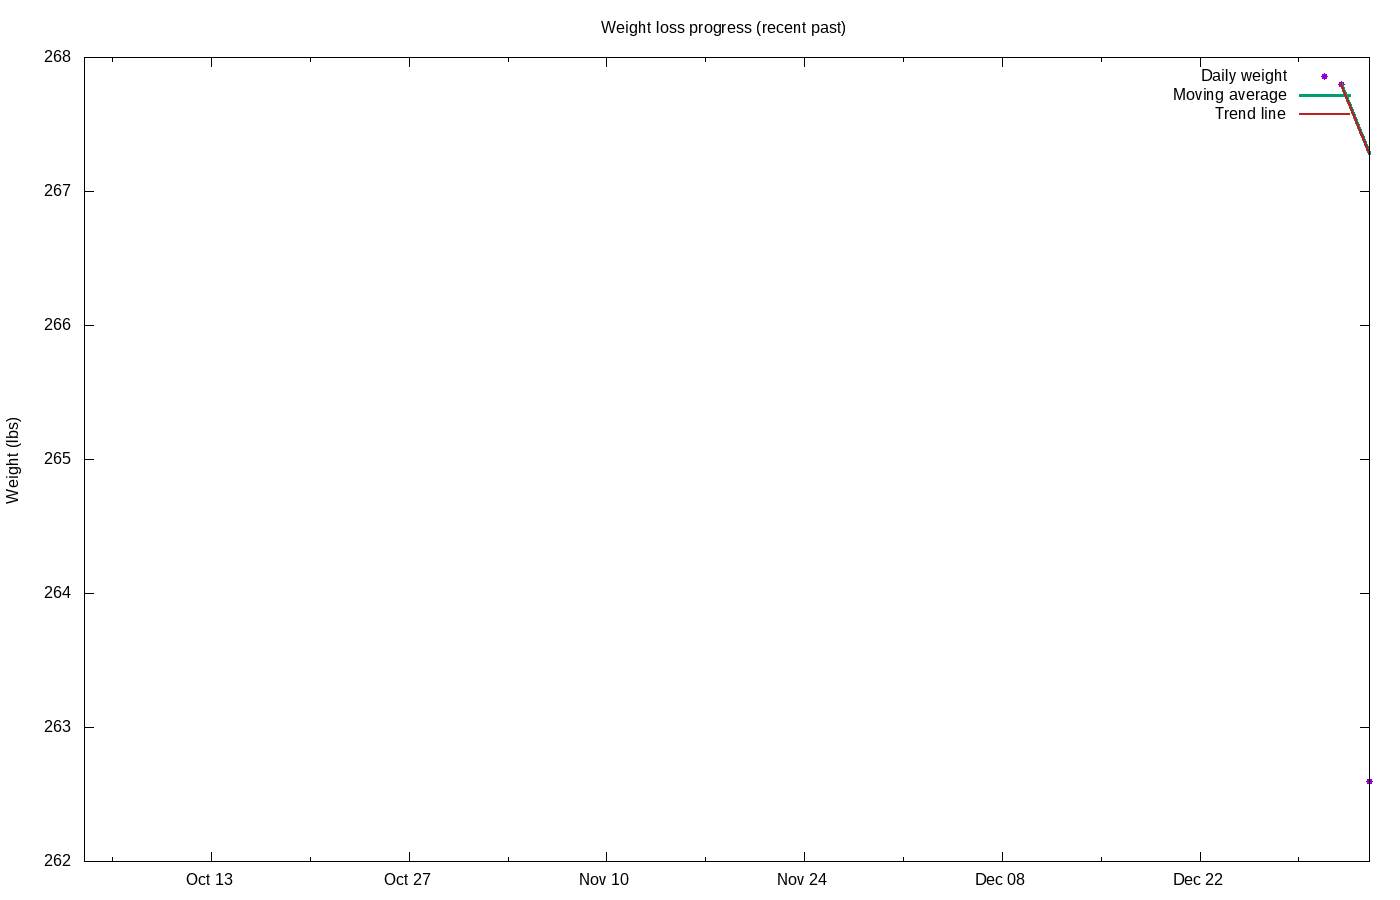 Weight loss progress (recent past)
268
267
266
265
264
263
262
Weight (lbs)
Daily weight
Moving average
Trend line
Oct 13
Oct 27
Nov 10
Nov 24
Dec 08
Dec 22